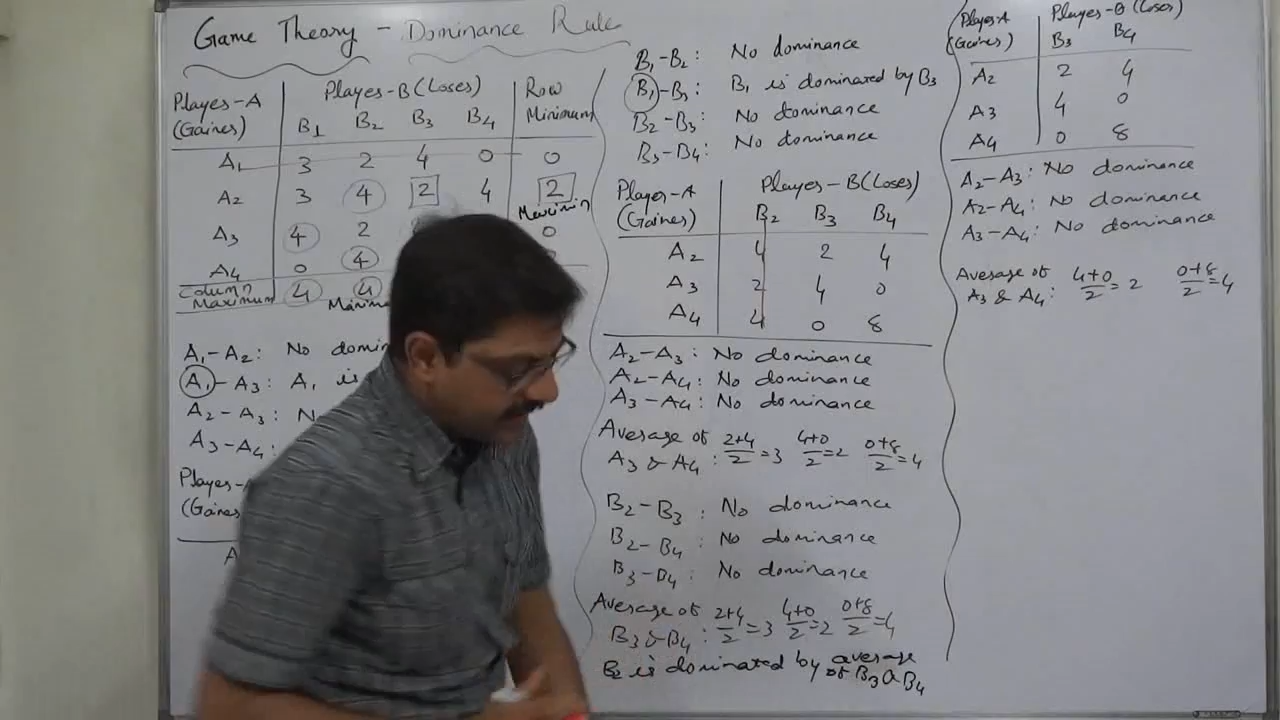 Game Theory - Dominance Rule
Player-A Player-B (Loses) Row
(Gaines) B1 B2 B3 B4 Minimum
A1 3 2 4 0 0
A2 3 4 2 4 2
Maximin
A3 4 2 0
A4 0 4
Column
Maximum 4 4
A1-A2: No
A1-A3: A1 is
A2-A3:
A3-A4:
(Gaines
B1-B2: No dominance
B1-B3: B1 is dominated by B3
B2-B3: No dominance
B3-B4: No dominance
Player-A Player-B (Loses)
(Gaines) B2 B3 B4
A2 4 2 4
A3 2 4 0
A4 4 0 8
A2-A3: No dominance
A2-A4: No dominance
A3-A4: No dominance
Average of 2+4/2=3 4+0/2=2 0+8/2=4
A3 & A4:
B2-B3: No dominance
B2-B4: No dominance
B3-B4: No dominance
Average of 2+4/2=3 4+0/2=2 0+8/2=4
B3 & B4:
B2 is dominated by average
of B3 & B4
Player-A Player-B (Loses)
(Gaines) B3 B4
A2 2 4
A3 4 0
A4 0 8
A2-A3: No dominance
A2-A4: No dominance
A3-A4: No dominance
Average of 4+0/2=2 0+8/2=4
A3 & A4: